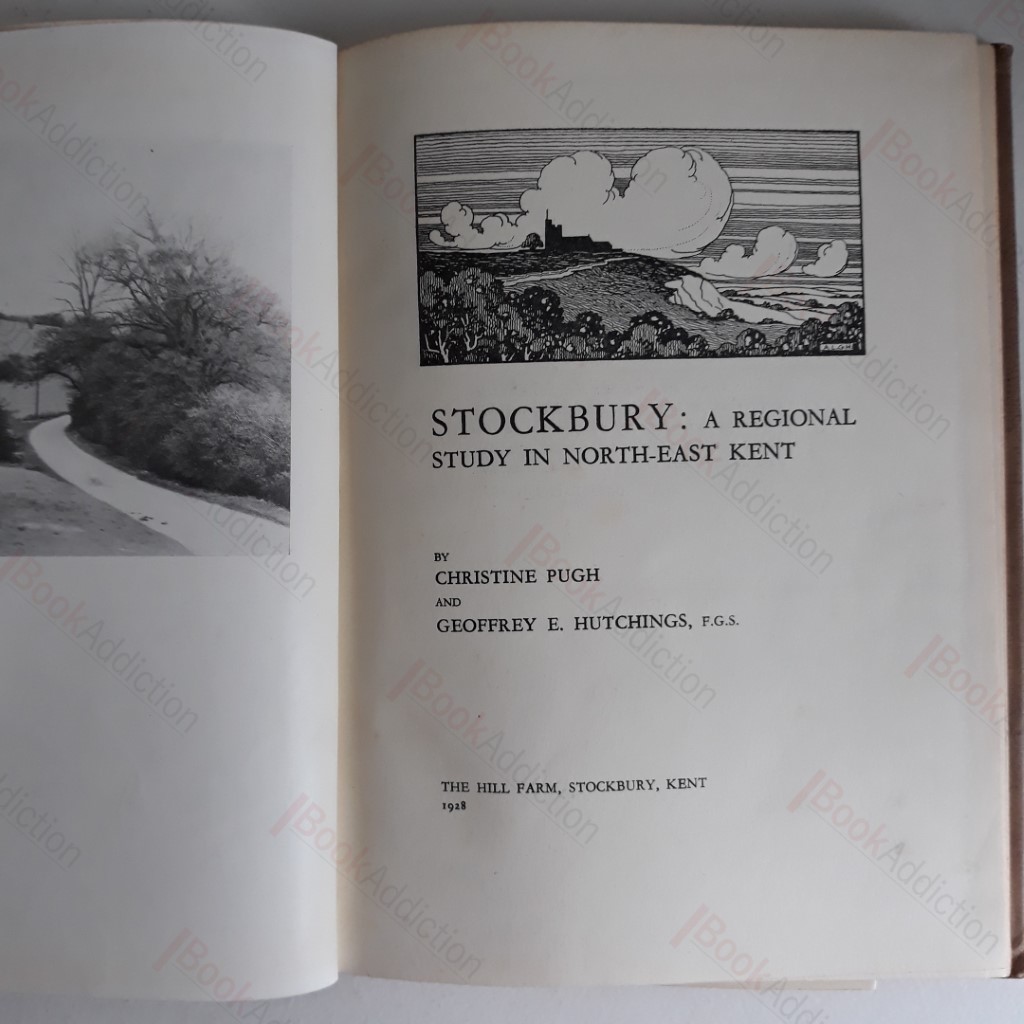 A.L.G.H.
STOCKBURY: A REGIONAL
STUDY IN NORTH-EAST KENT
BY
CHRISTINE PUGH
AND
GEOFFREY E. HUTCHINGS, F.G.S.
THE HILL FARM, STOCKBURY, KENT
1928
BookAddiction